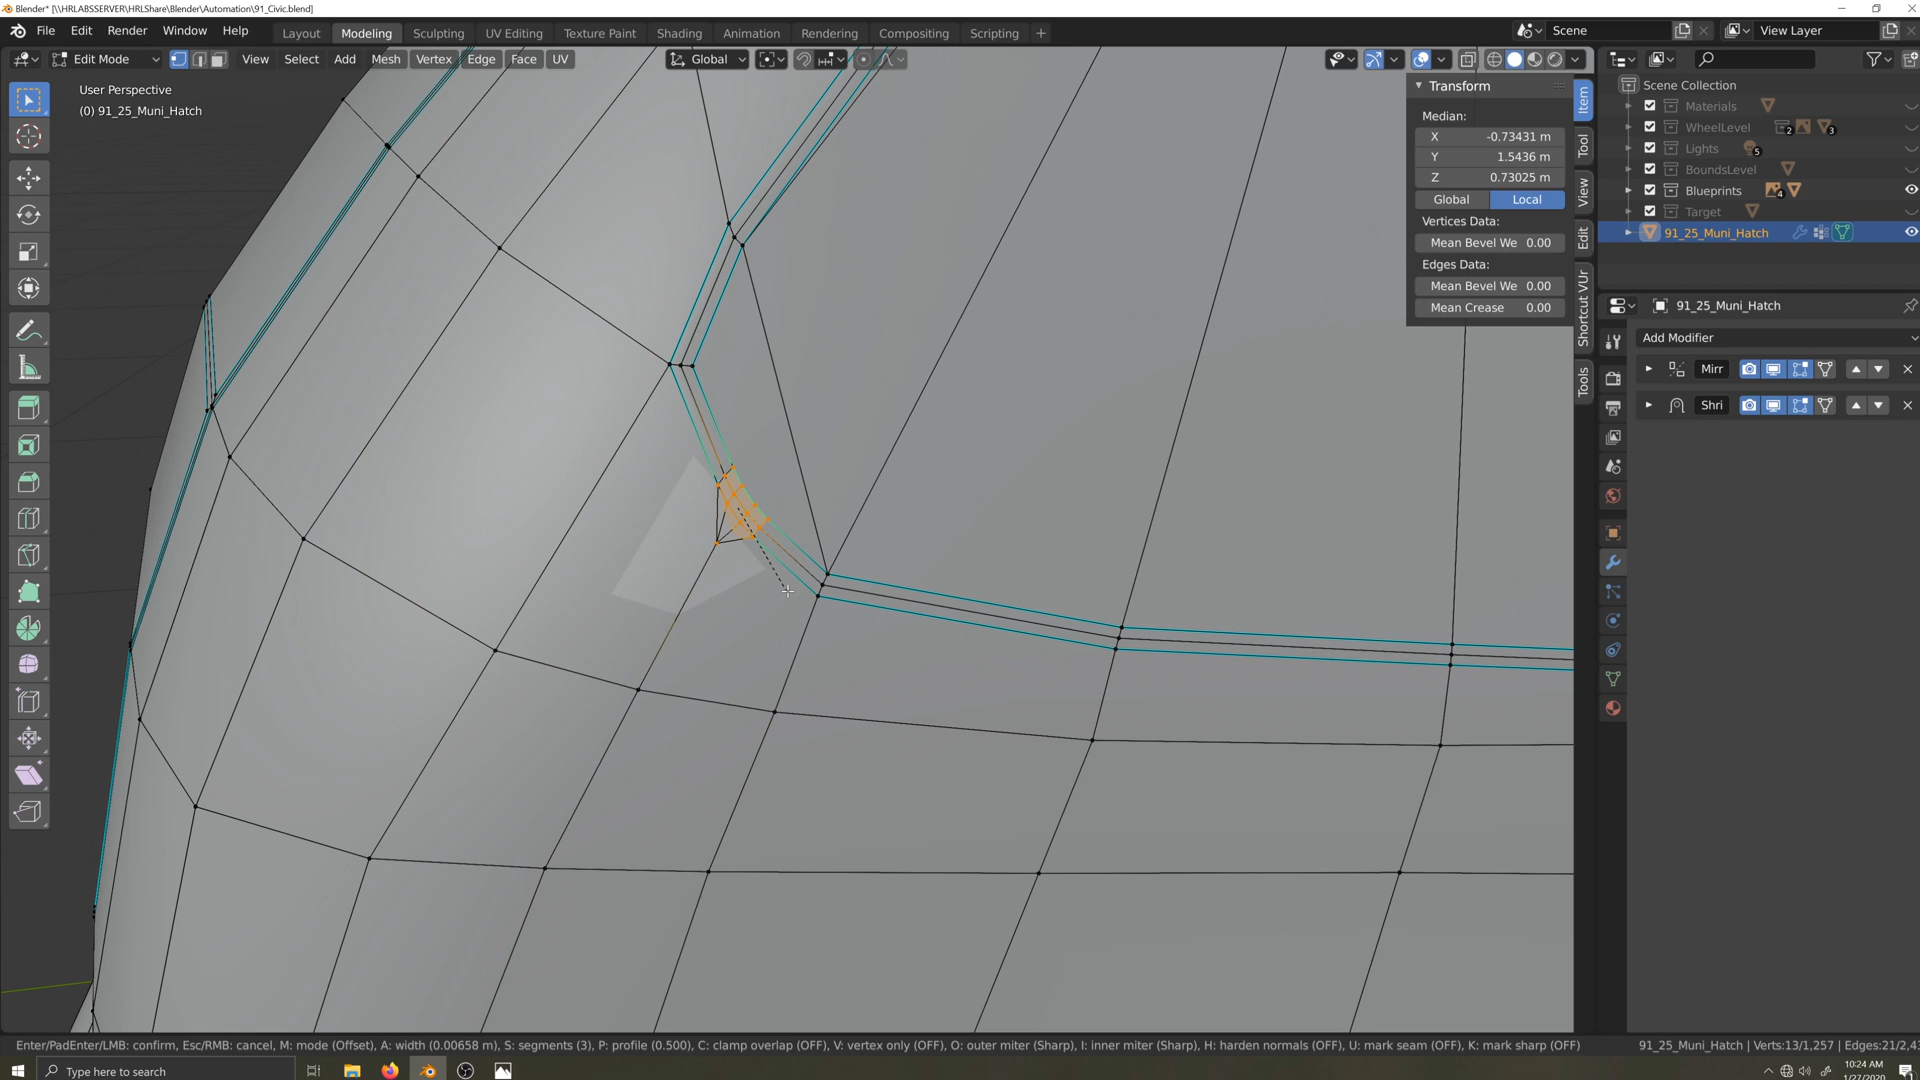 Blender* [\\HRLABSSERVER\HRLShare\Blender\Automation\91_Civic.blend]
File Edit Render Window Help Layout Modeling Sculpting UV Editing Texture Paint Shading Animation Rendering Compositing Scripting + Scene View Layer
Edit Mode View Select Add Mesh Vertex Edge Face UV Global
User Perspective
(0) 91_25_Muni_Hatch
Transform
Median:
X -0.73431 m
Y 1.5436 m
Z 0.73025 m
Global Local
Vertices Data:
Mean Bevel We 0.00
Edges Data:
Mean Bevel We 0.00
Mean Crease 0.00
Item
Tool
View
Edit
Shortcut VUr
Tools
Scene Collection
Materials
WheelLevel 2 3
Lights 5
BoundsLevel
Blueprints 4
Target
91_25_Muni_Hatch
91_25_Muni_Hatch
Add Modifier
Mirr
Shri
Enter/PadEnter/LMB: confirm, Esc/RMB: cancel, M: mode (Offset), A: width (0.00658 m), S: segments (3), P: profile (0.500), C: clamp overlap (OFF), V: vertex only (OFF), O: outer miter (Sharp), I: inner miter (Sharp), H: harden normals (OFF), U: mark seam (OFF), K: mark sharp (OFF) 91_25_Muni_Hatch | Verts:13/1,257 | Edges:21/2,43
Type here to search
10:24 AM
1/27/2020